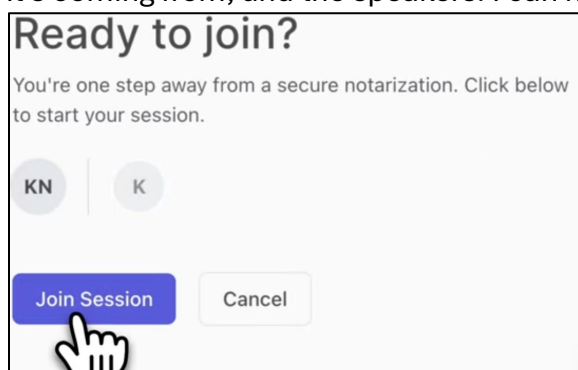 Ready to join?
You're one step away from a secure notarization. Click below
to start your session.
KN
K
Join Session
Cancel